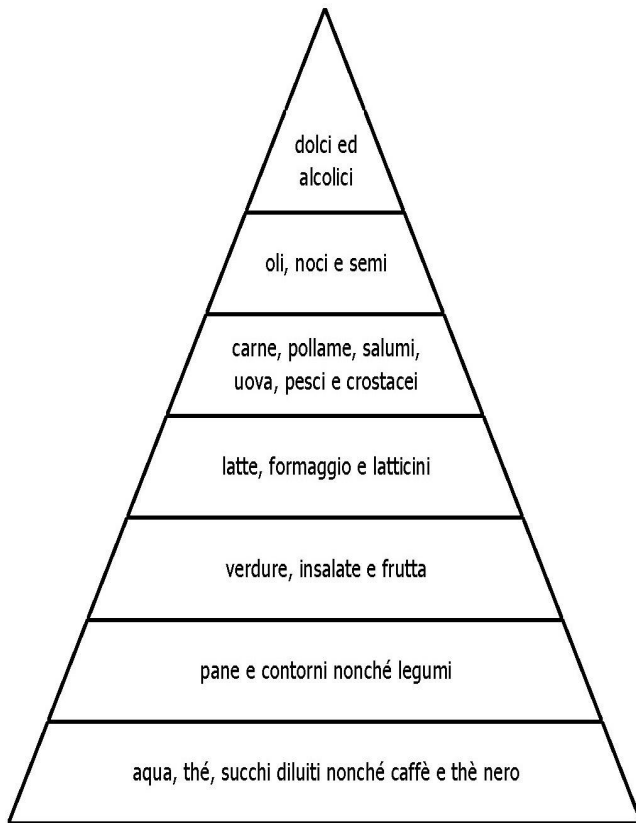 dolci ed
alcolici
oli, noci e semi
carne, pollame, salumi,
uova, pesci e crostacei
latte, formaggio e latticini
verdure, insalate e frutta
pane e contorni nonché legumi
aqua, thé, succhi diluiti nonché caffè e thè nero